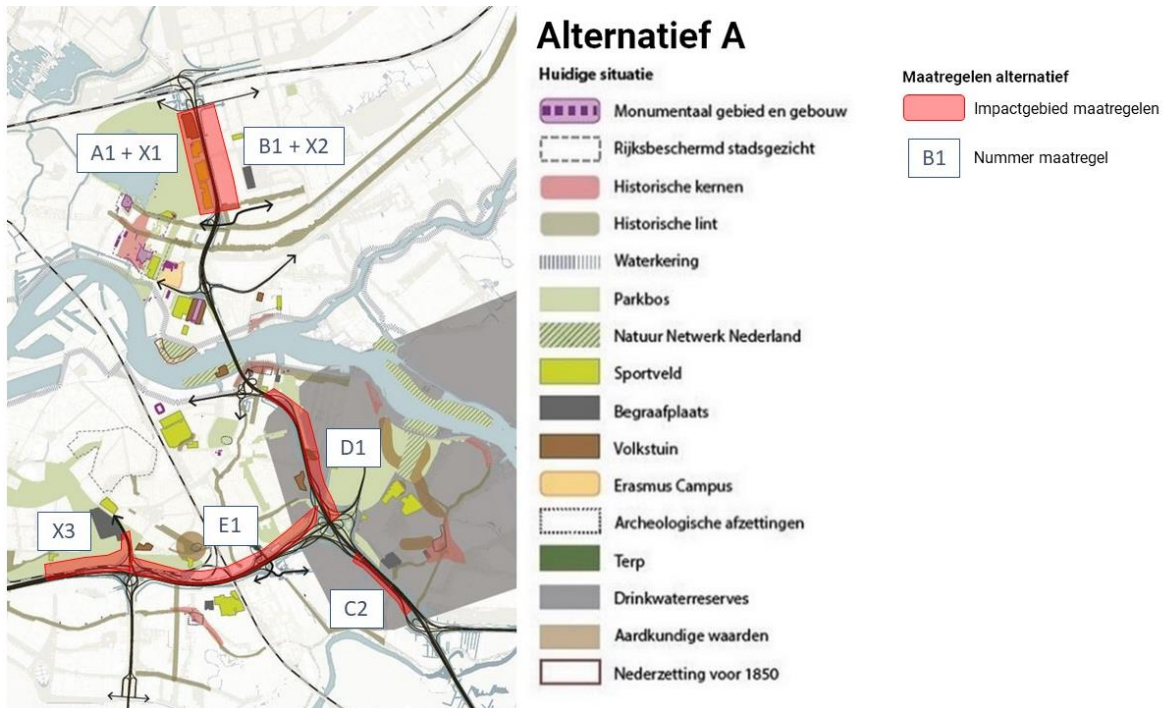 A1 + X1
B1 + X2
D1
X3
E1
C2
Alternatief A
Huidige situatie
Monumentaal gebied en gebouw
Rijksbeschermd stadsgezicht
Historische kernen
Historische lint
Waterkering
Parkbos
Natuur Netwerk Nederland
Sportveld
Begraafplaats
Volkstuin
Erasmus Campus
Archeologische afzettingen
Terp
Drinkwaterreserves
Aardkundige waarden
Nederzetting voor 1850
Maatregelen alternatief
Impactgebied maatregelen
B1 Nummer maatregel